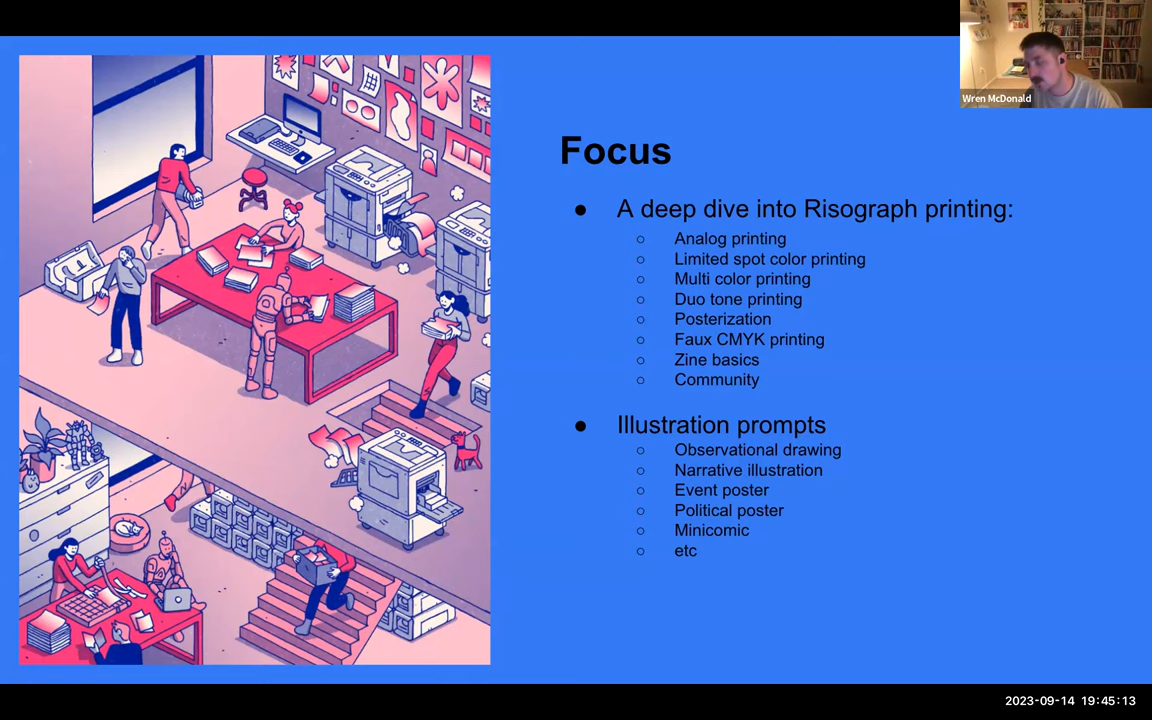 Wren McDonald
Focus
● A deep dive into Risograph printing:
○ Analog printing
○ Limited spot color printing
○ Multi color printing
○ Duo tone printing
○ Posterization
○ Faux CMYK printing
○ Zine basics
○ Community
● Illustration prompts
○ Observational drawing
○ Narrative illustration
○ Event poster
○ Political poster
○ Minicomic
○ etc
2023-09-14 19:45:13